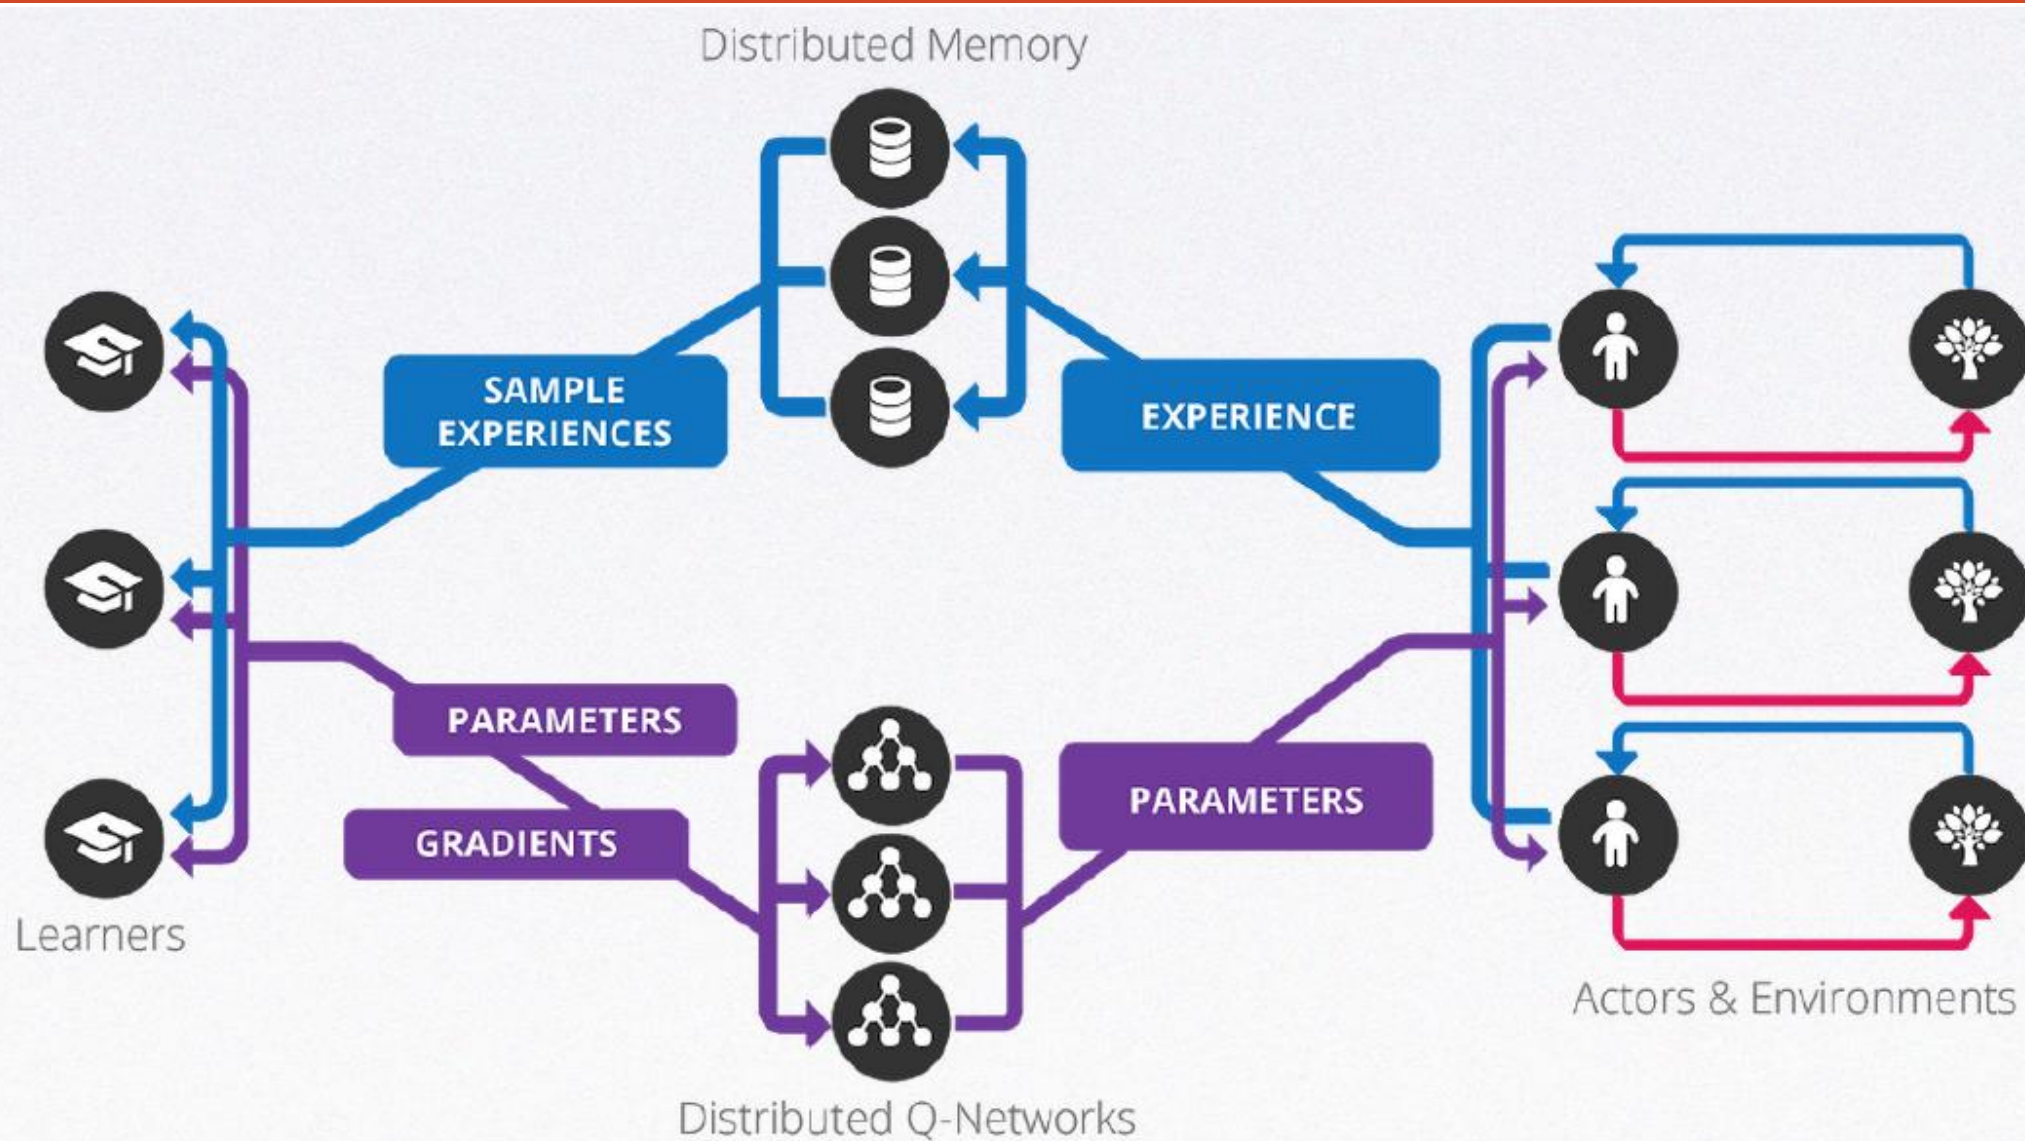 Distributed Memory
SAMPLE
EXPERIENCES
EXPERIENCE
PARAMETERS
GRADIENTS
PARAMETERS
Learners
Actors & Environments
Distributed Q-Networks